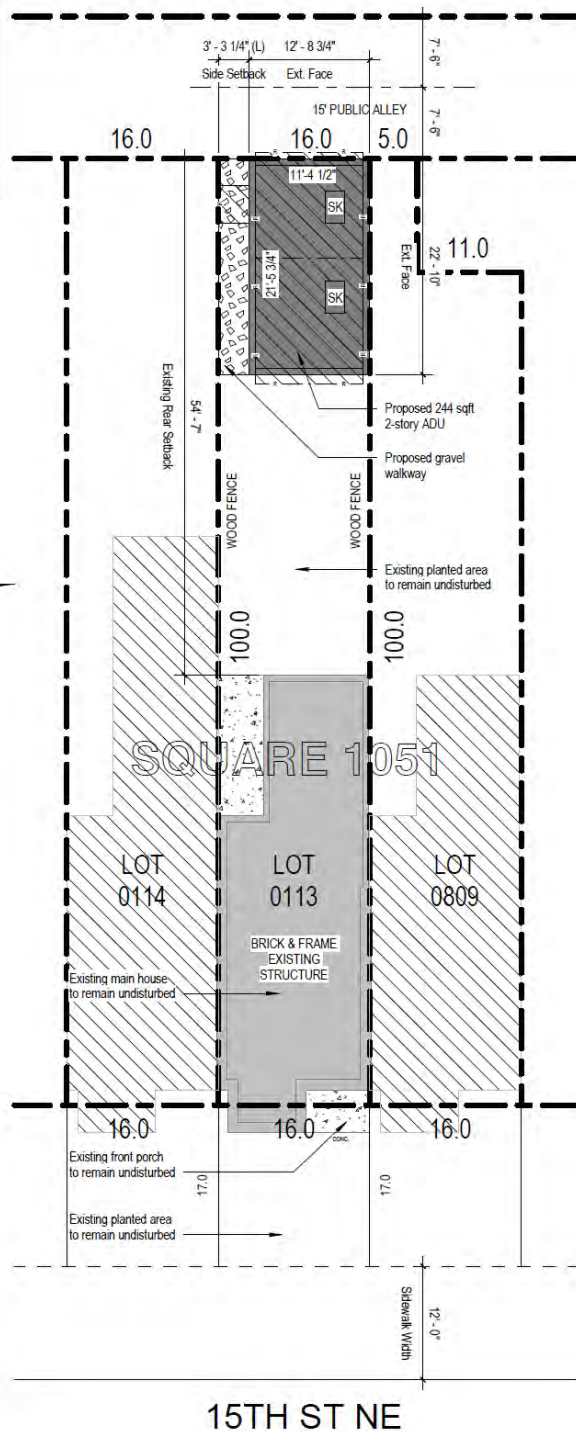 3' - 3 1/4" (L) 12' - 8 3/4"
Side Setback Ext. Face
7' - 6"
15' PUBLIC ALLEY
7' - 6"
16.0 16.0 5.0
11'-4 1/2"
SK
21'-5 3/4"
SK
Ext. Face
22' - 10"
11.0
Existing Rear Setback
54' - 7"
Proposed 244 sqft
2-story ADU
Proposed gravel
walkway
WOOD FENCE
WOOD FENCE
Existing planted area
to remain undisturbed
100.0
100.0
SQUARE 1051
LOT
0114
LOT
0113
LOT
0809
BRICK & FRAME
EXISTING
STRUCTURE
Existing main house
to remain undisturbed
16.0 16.0 16.0
CONC.
Existing front porch
to remain undisturbed
17.0
17.0
Existing planted area
to remain undisturbed
Sidewalk Width
12' - 0"
15TH ST NE